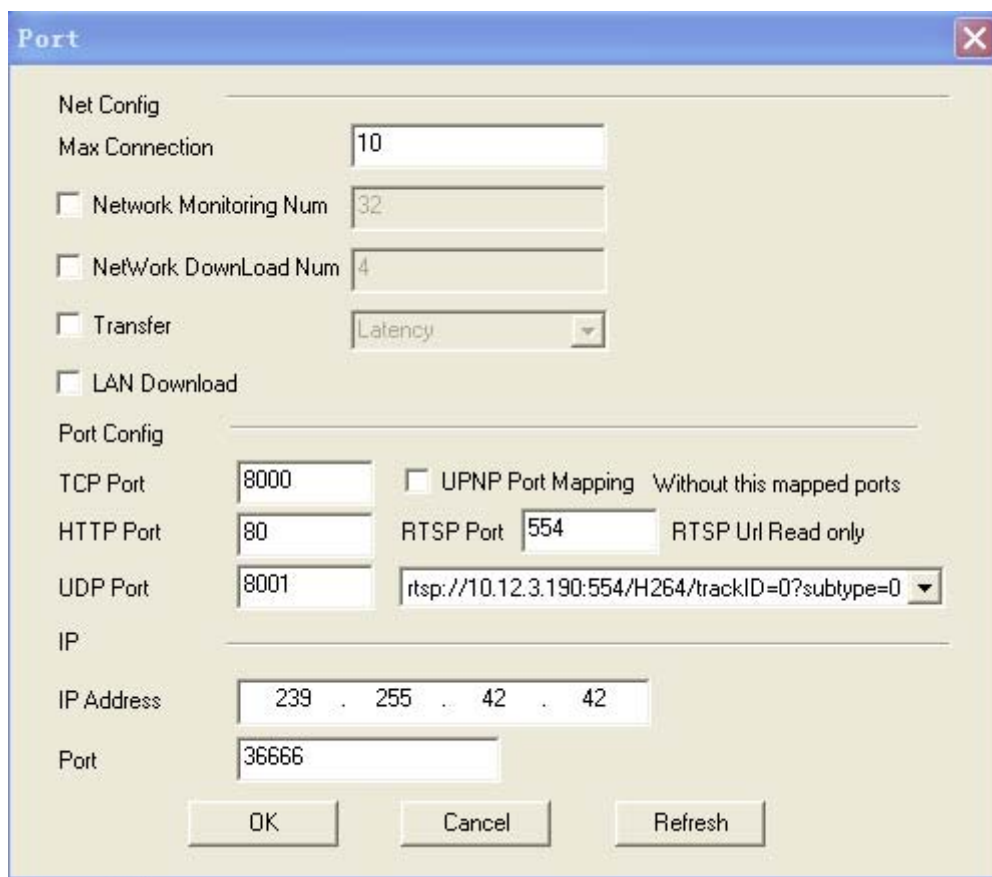 Port
Net Config
Max Connection 10
Network Monitoring Num 32
NetWork DownLoad Num 4
Transfer Latency
LAN Download
Port Config
TCP Port 8000 UPNP Port Mapping Without this mapped ports
HTTP Port 80 RTSP Port 554 RTSP Url Read only
UDP Port 8001 rtsp://10.12.3.190:554/H264/trackID=0?subtype=0
IP
IP Address 239 . 255 . 42 . 42
Port 36666
OK Cancel Refresh